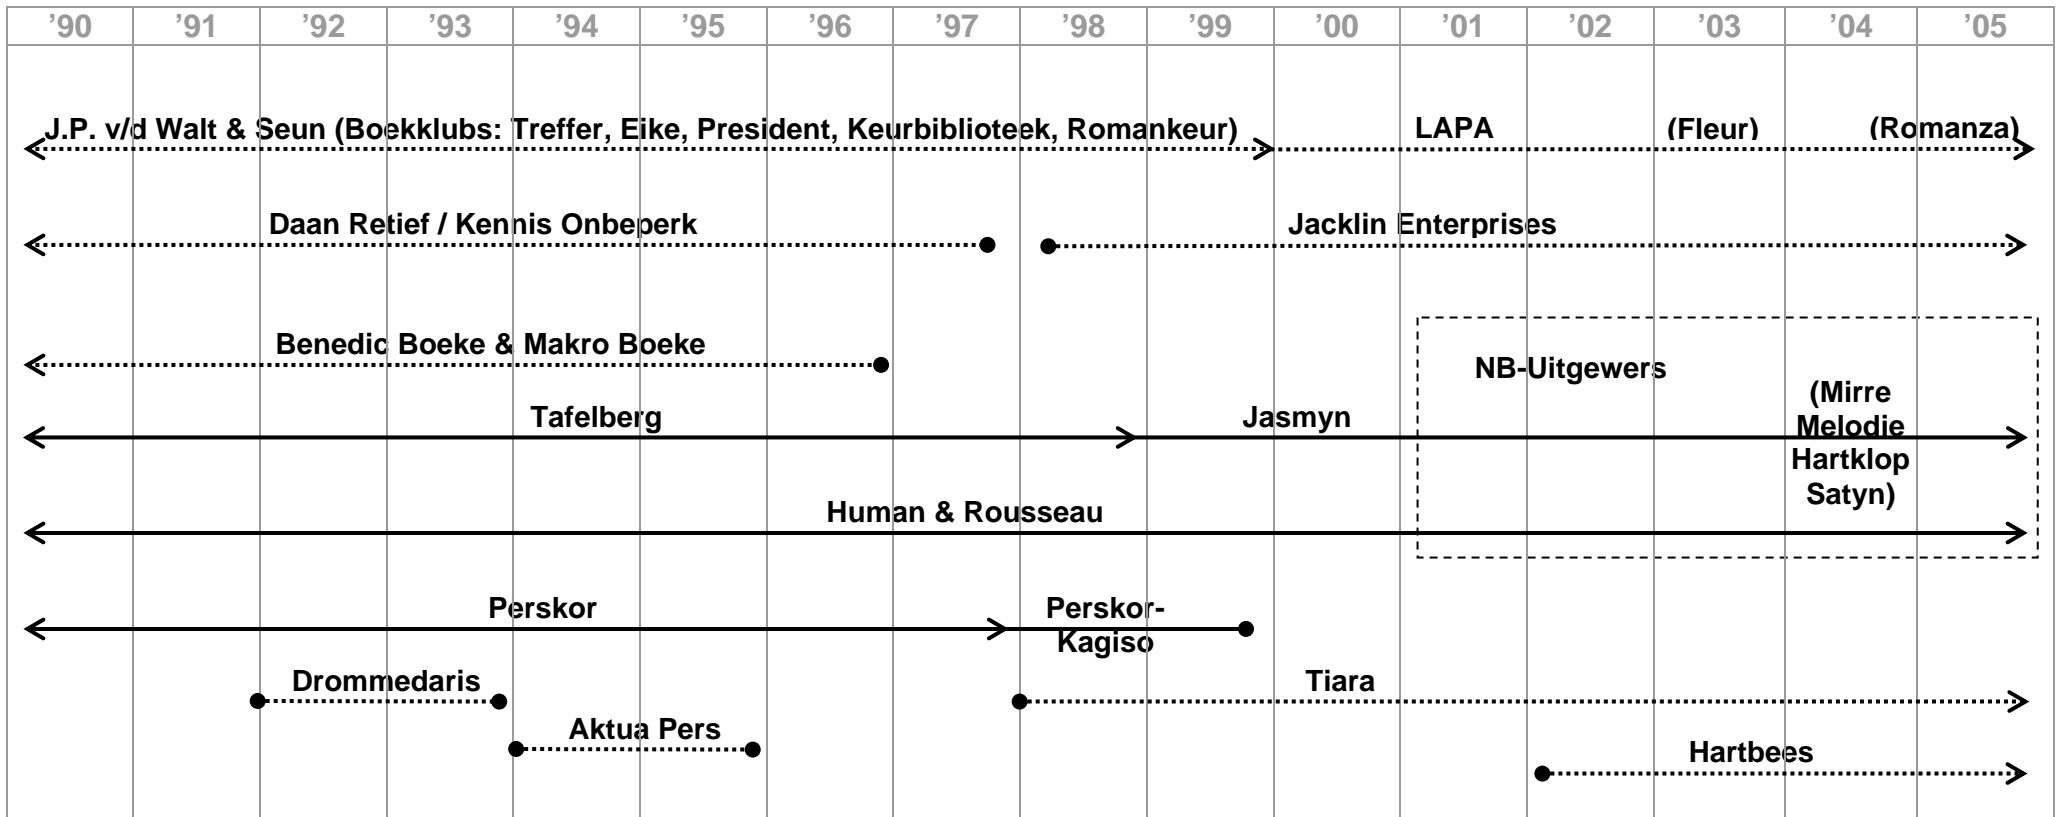 ’90 ’91 ’92 ’93 ’94 ’95 ’96 ’97 ’98 ’99 ’00 ’01 ’02 ’03 ’04 ’05
J.P. v/d Walt & Seun (Boekklubs: Treffer, Eike, President, Keurbiblioteek, Romankeur) LAPA (Fleur) (Romanza)
Daan Retief / Kennis Onbeperk Jacklin Enterprises
Benedic Boeke & Makro Boeke
NB-Uitgewers
(Mirre
Melodie
Hartklop
Satyn)
Tafelberg Jasmyn
Human & Rousseau
Perskor Perskor-
Kagiso
Drommedaris Tiara
Aktua Pers
Hartbees